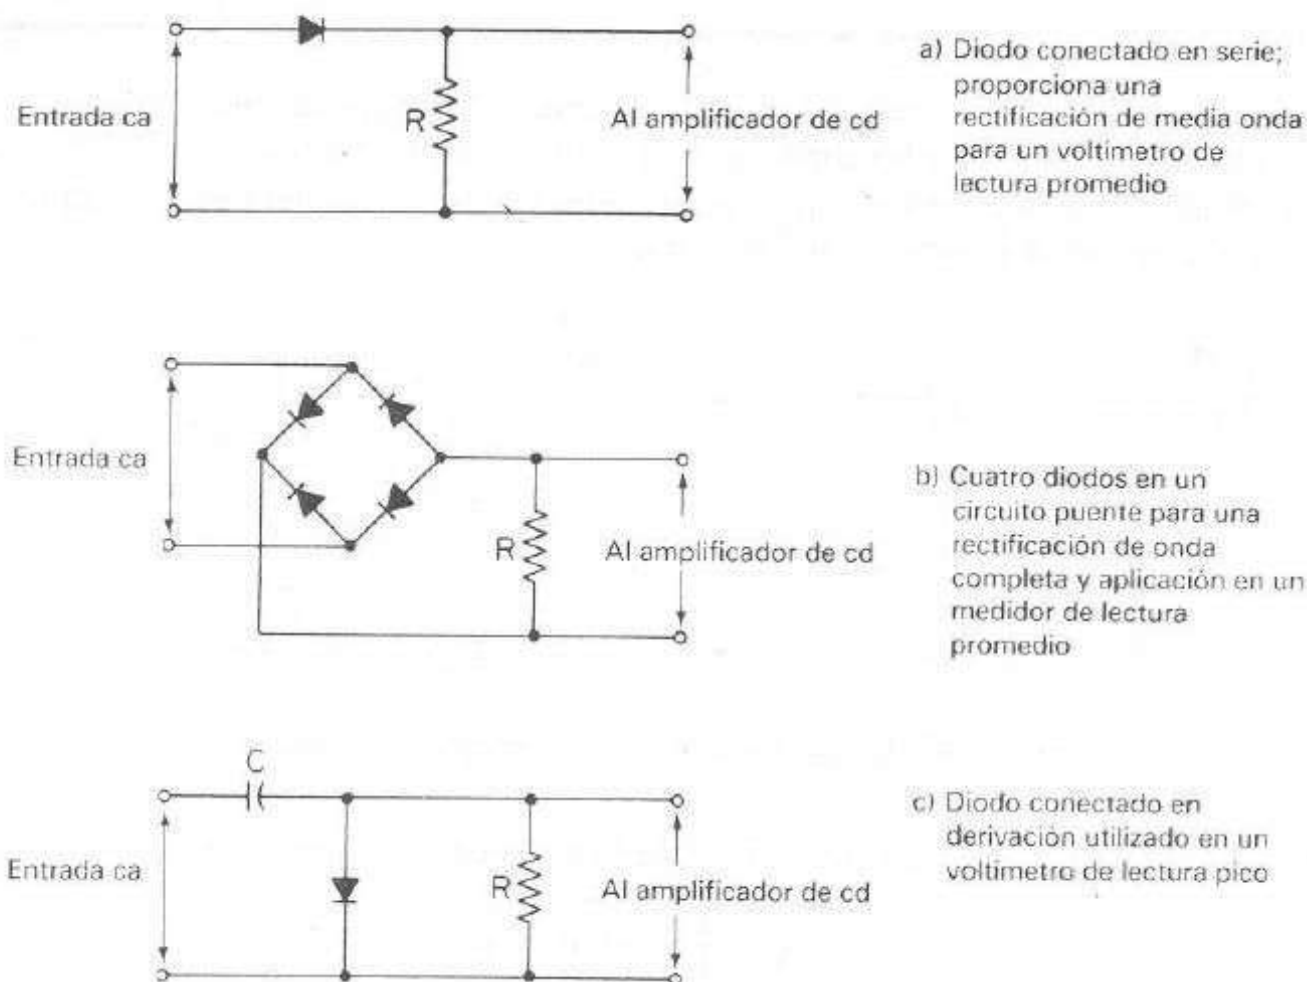 Entrada ca
R
Al amplificador de cd
a) Diodo conectado en serie;
proporciona una
rectificación de media onda
para un voltimetro de
lectura promedio
Entrada ca
R
Al amplificador de cd
b) Cuatro diodos en un
circuito puente para una
rectificación de onda
completa y aplicación en un
medidor de lectura
promedio
C
Entrada ca
R
Al amplificador de cd
c) Diodo conectado en
derivación utilizado en un
voltimetro de lectura pico